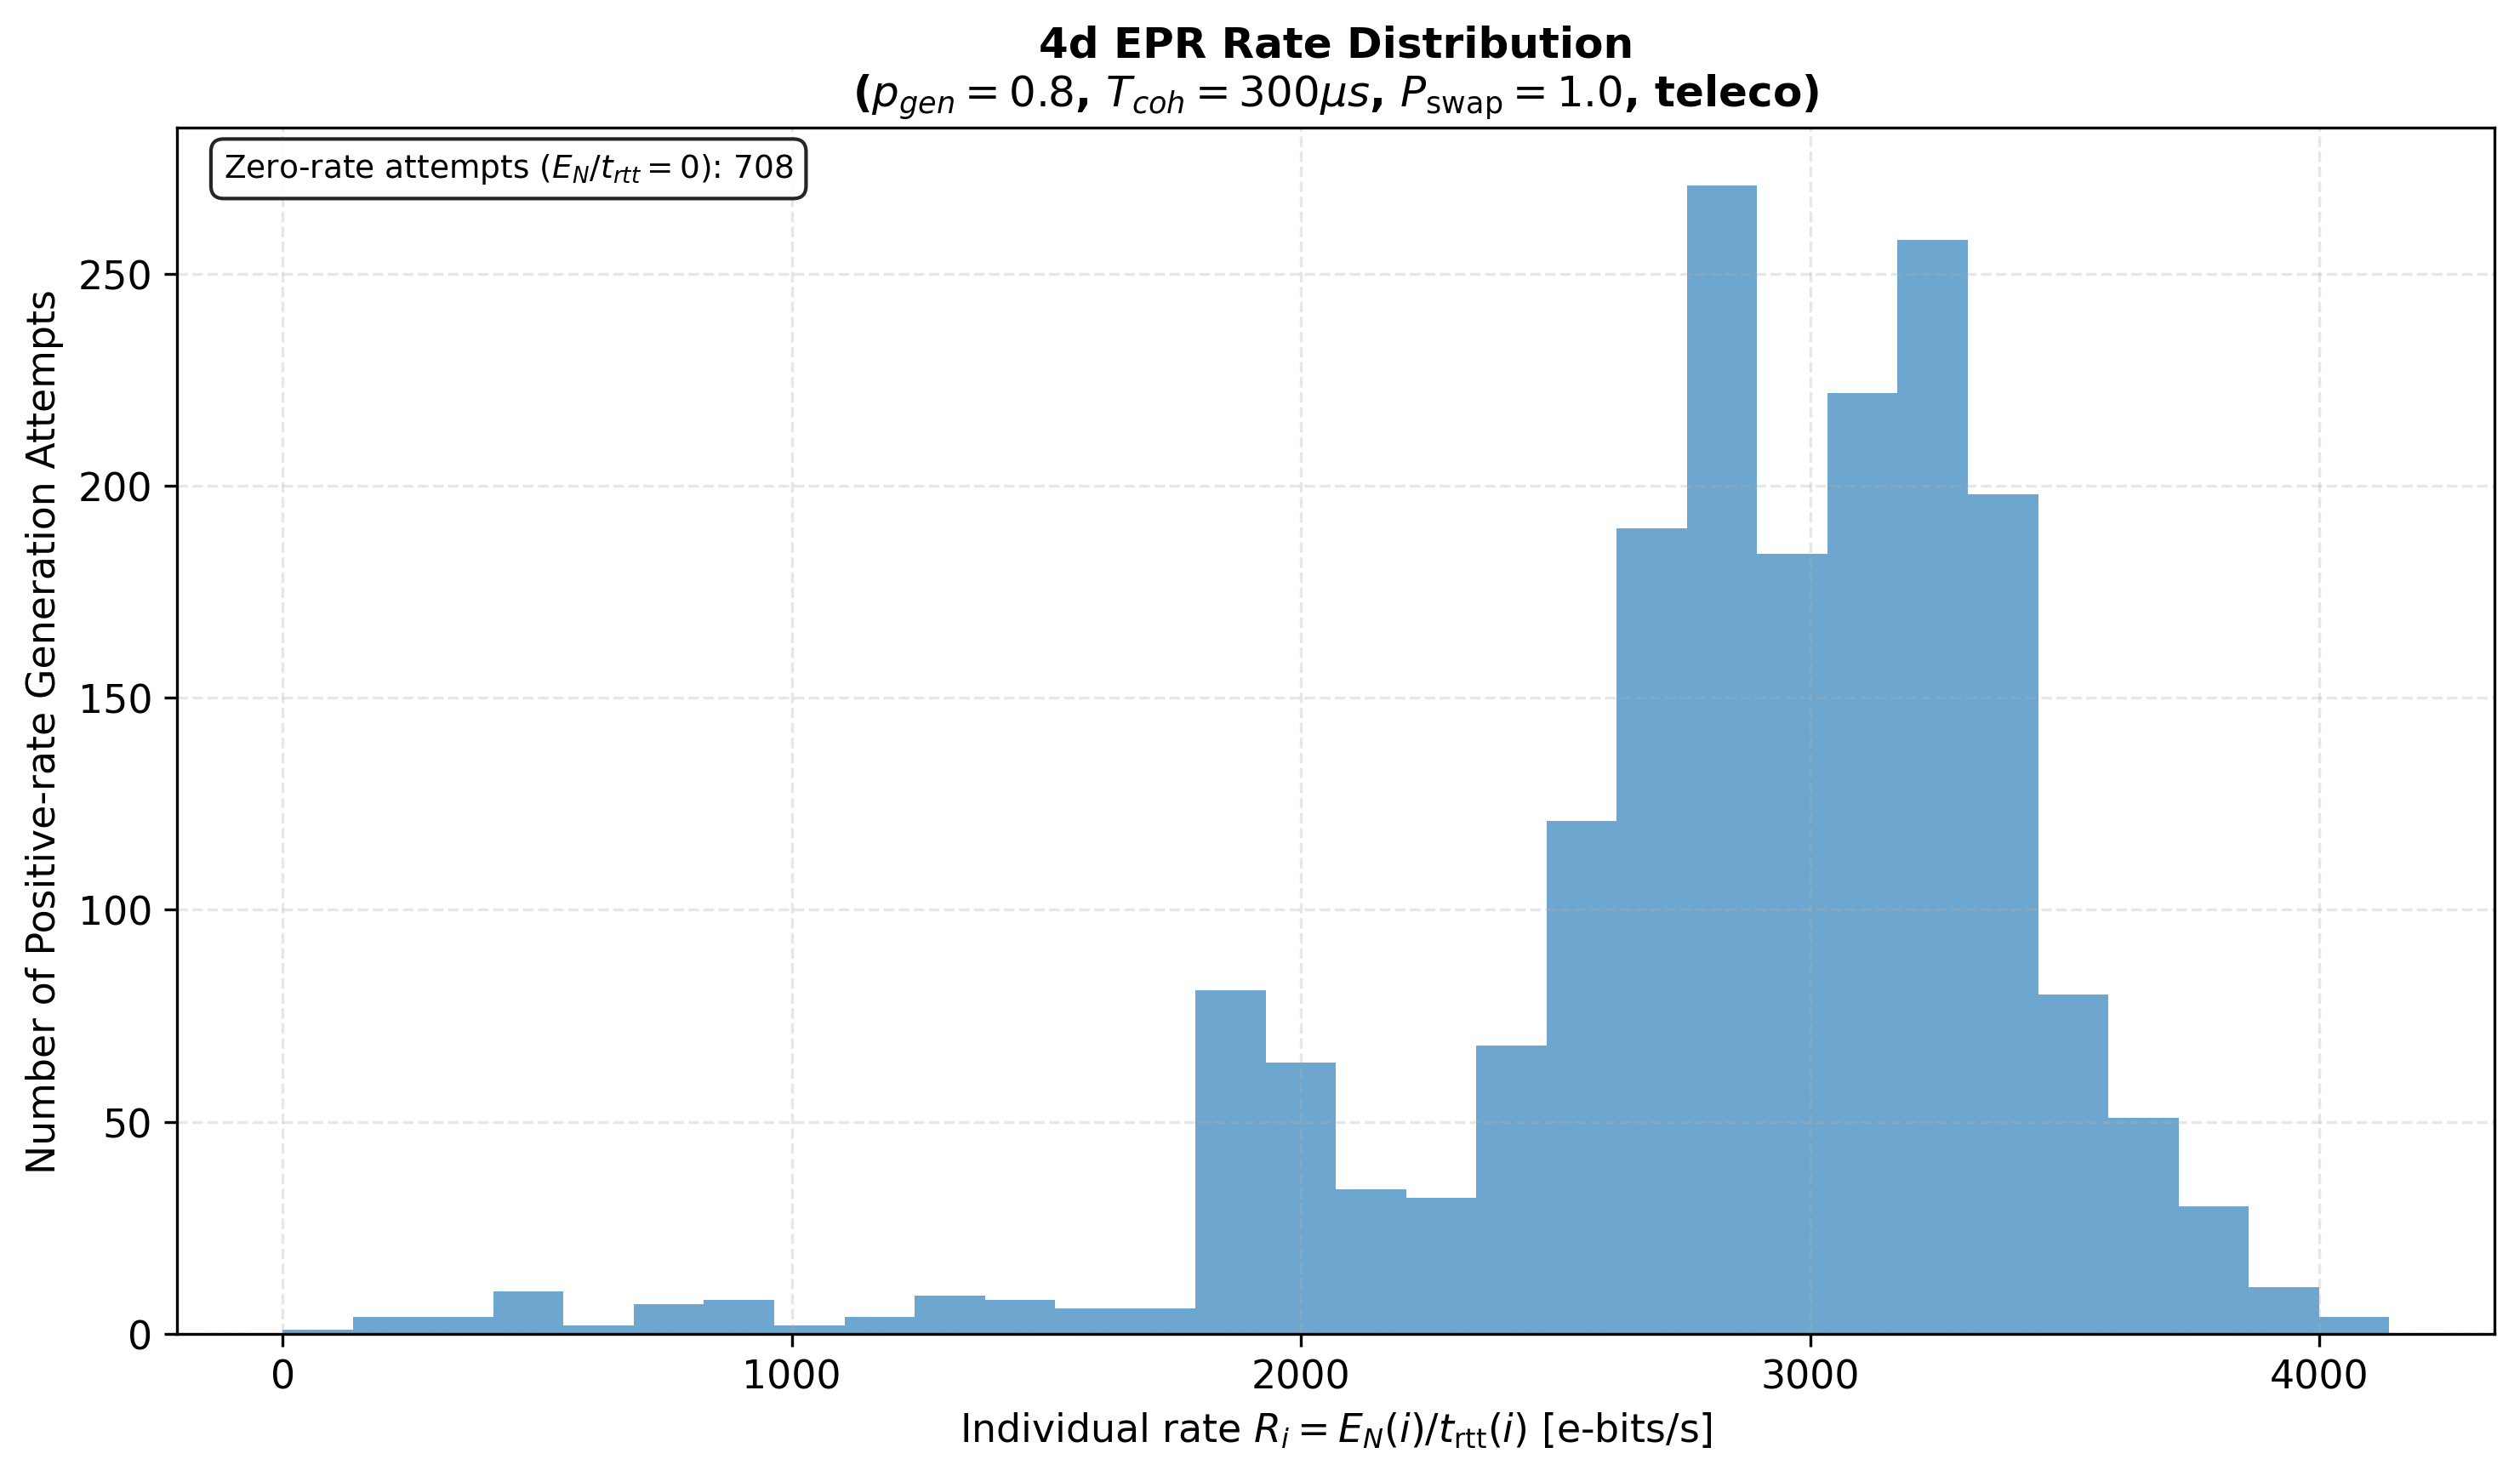 4d EPR Rate Distribution
(p_gen = 0.8, T_coh = 300μs, P_swap = 1.0, teleco)
Zero-rate attempts (E_N/t_rtt = 0): 708
Number of Positive-rate Generation Attempts
250
200
150
100
50
0
0 1000 2000 3000 4000
Individual rate R_i = E_N(i)/t_rtt(i) [e-bits/s]